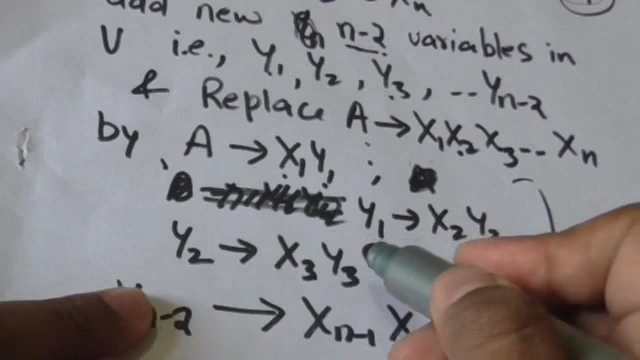 add new n-2 variables in
V i.e., Y₁, Y₂, Y₃, ... Yn-2
& Replace A → X₁X₂X₃... Xn
by A → X₁Y₁ ;
Y₁ → X₂Y₂
Y₂ → X₃Y₃
n-2 → Xn-1 X